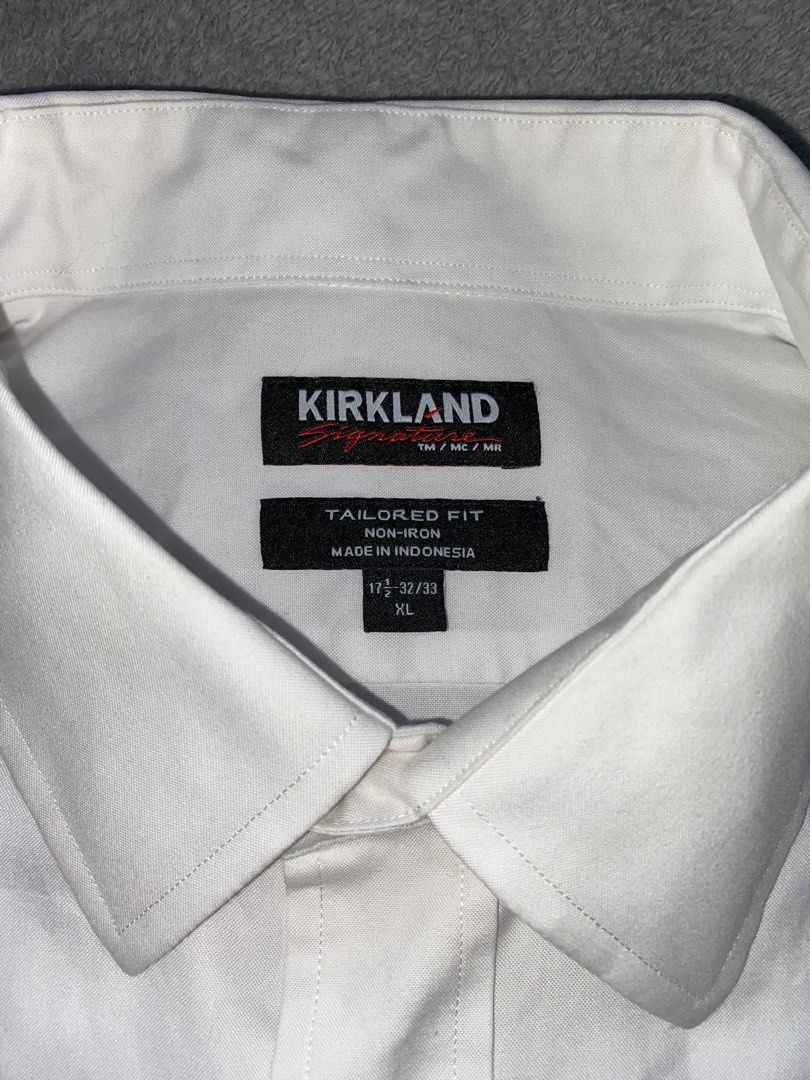 KIRKLAND
Signature
TM / MC / MR
TAILORED FIT
NON-IRON
MADE IN INDONESIA
17½-32/33
XL